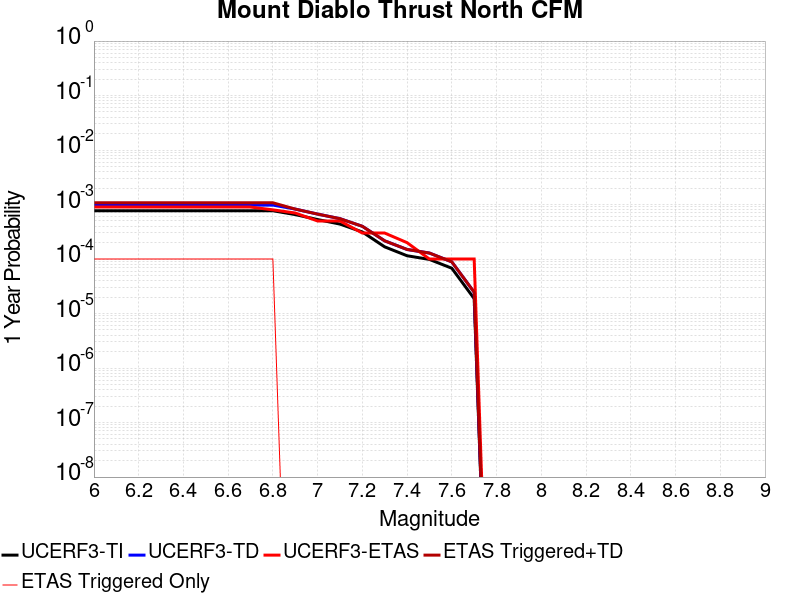 Mount Diablo Thrust North CFM
10^0
10^-1
10^-2
10^-3
10^-4
10^-5
10^-6
10^-7
10^-8
1 Year Probability
6 6.2 6.4 6.6 6.8 7 7.2 7.4 7.6 7.8 8 8.2 8.4 8.6 8.8 9
Magnitude
UCERF3-TI UCERF3-TD UCERF3-ETAS ETAS Triggered+TD
ETAS Triggered Only